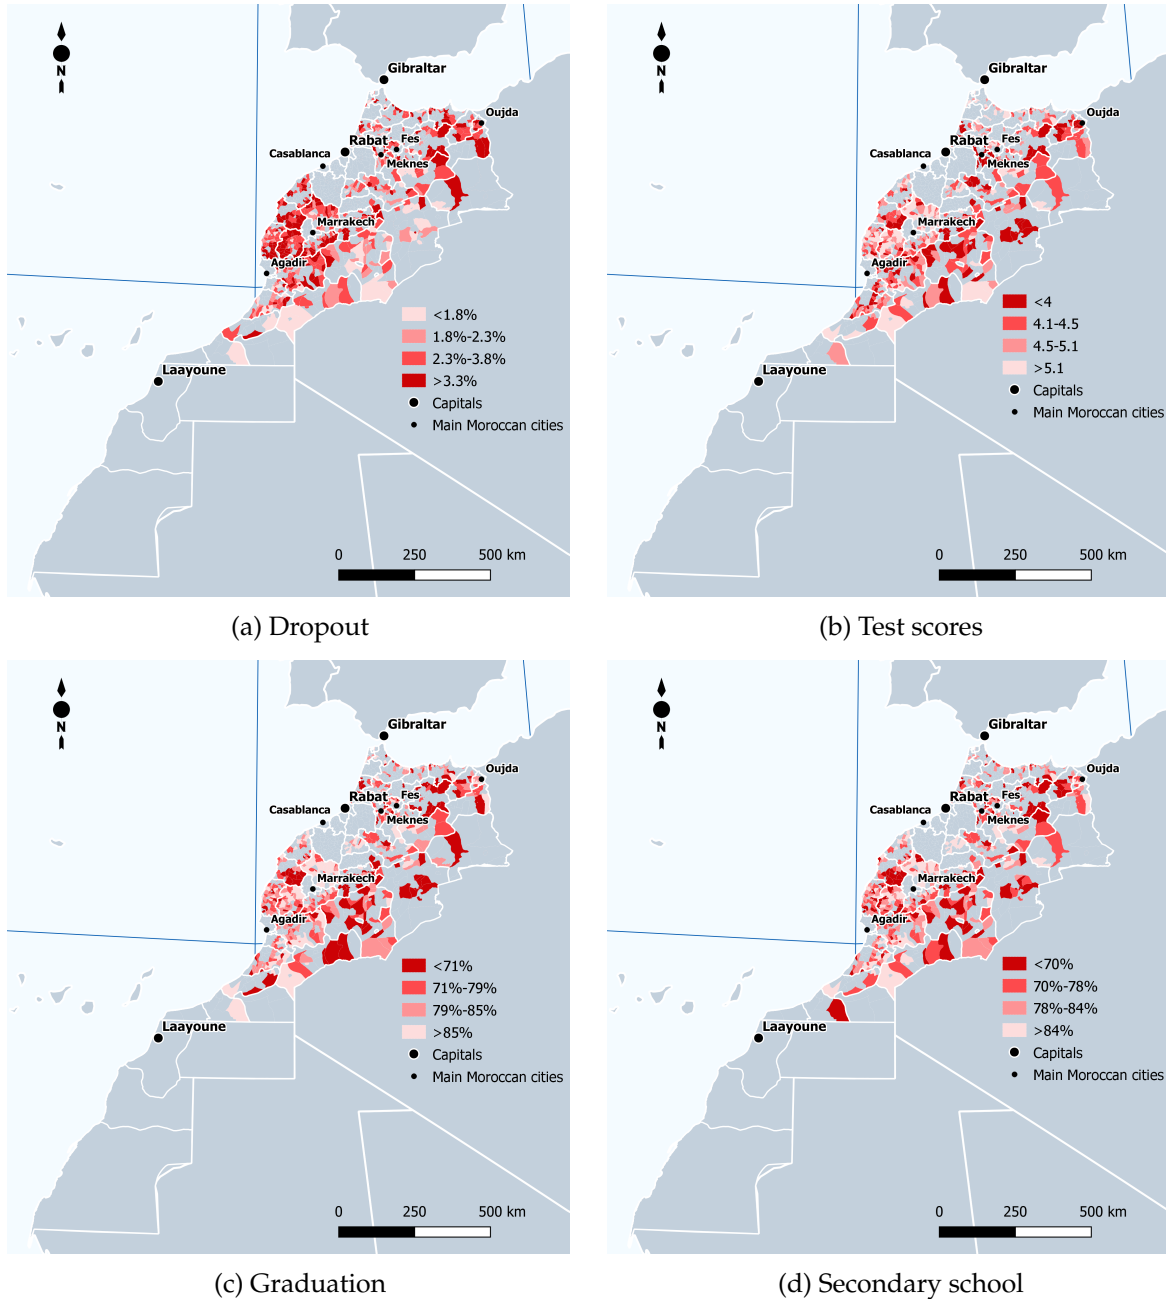 N
Gibraltar
Oujda
Rabat
Fes
Casablanca
Meknes
Marrakech
Agadir
<1.8%
1.8%-2.3%
2.3%-3.8%
>3.3%
Laayoune
Capitals
Main Moroccan cities
0 250 500 km
(a) Dropout
N
Gibraltar
Oujda
Rabat
Fes
Casablanca
Meknes
Marrakech
Agadir
<4
4.1-4.5
4.5-5.1
>5.1
Laayoune
Capitals
Main Moroccan cities
0 250 500 km
(b) Test scores
N
Gibraltar
Oujda
Rabat
Fes
Casablanca
Meknes
Marrakech
Agadir
<71%
71%-79%
79%-85%
>85%
Laayoune
Capitals
Main Moroccan cities
0 250 500 km
(c) Graduation
N
Gibraltar
Oujda
Rabat
Fes
Casablanca
Meknes
Marrakech
Agadir
<70%
70%-78%
78%-84%
>84%
Laayoune
Capitals
Main Moroccan cities
0 250 500 km
(d) Secondary school